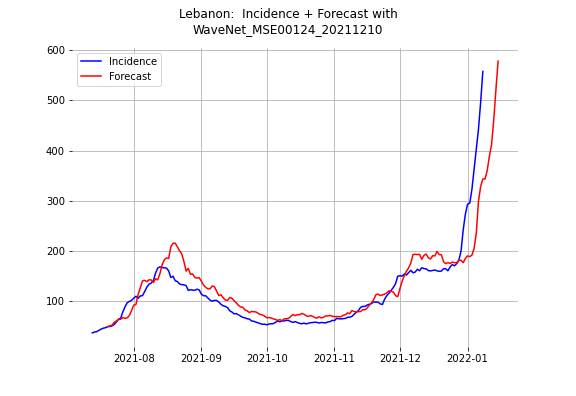 Lebanon:  Incidence + Forecast with
WaveNet_MSE00124_20211210
Incidence
Forecast
600
500
400
300
200
100
2021-08 2021-09 2021-10 2021-11 2021-12 2022-01